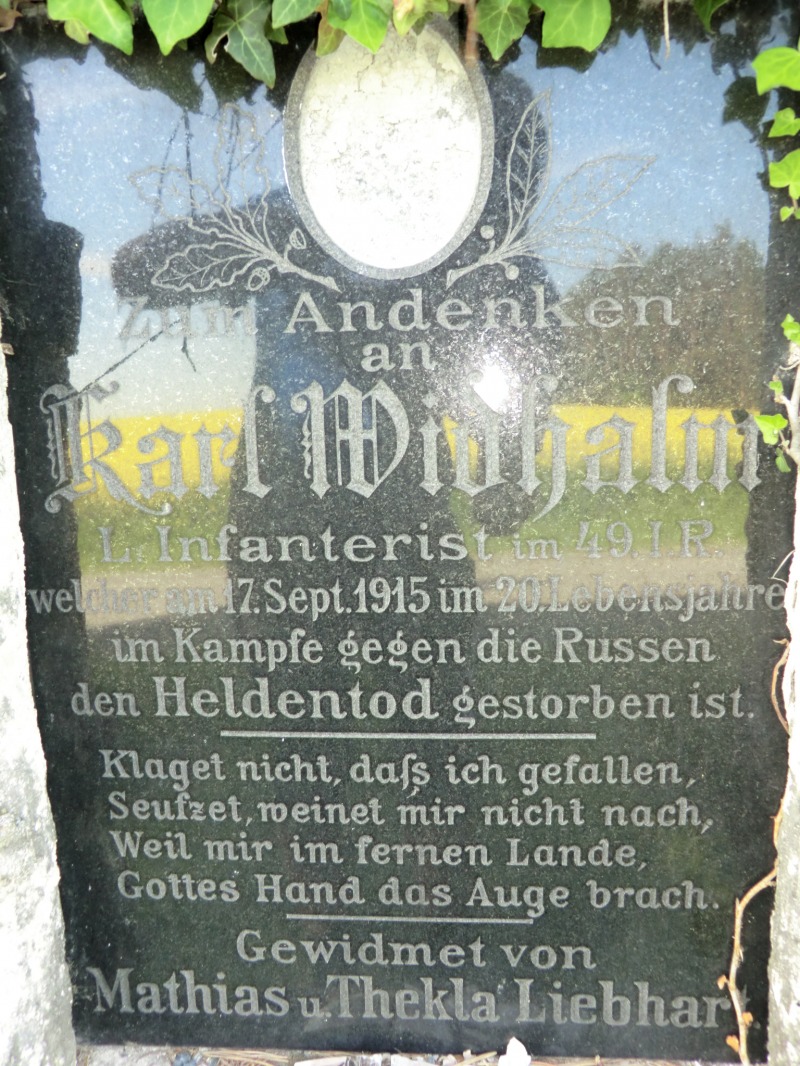 Zum Andenken
an
Karl Widhalm
L. Infanterist im 49. I.R.
welcher am 17. Sept. 1915 im 20. Lebensjahre
im Kampfe gegen die Russen
den Heldentod gestorben ist.
Klaget nicht, daß ich gefallen,
Seufzet, weinet mir nicht nach,
Weil mir im fernen Lande,
Gottes Hand das Auge brach.
Gewidmet von
Mathias u. Thekla Liebhart